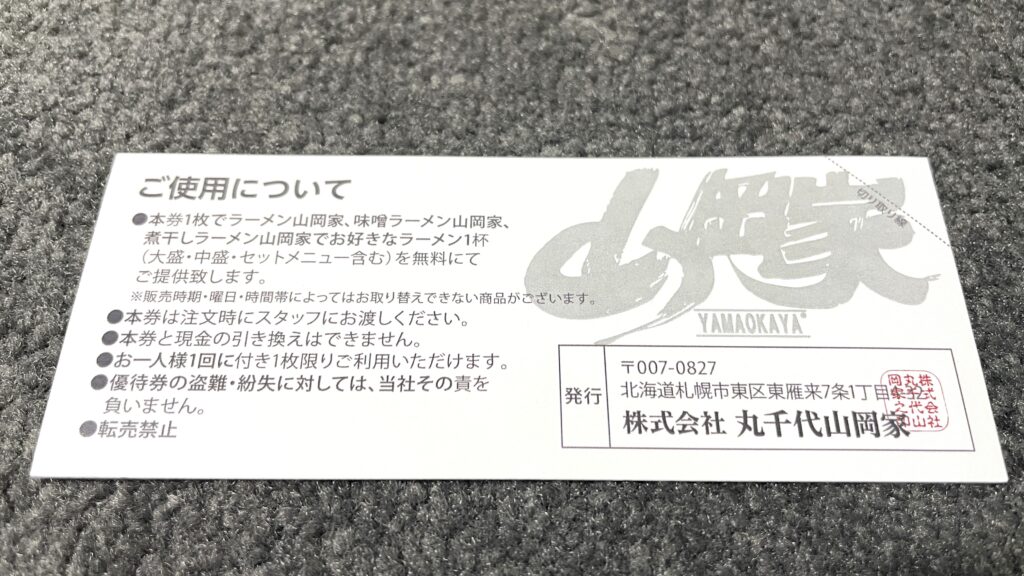 ご使用について
●本券1枚でラーメン山岡家、味噌ラーメン山岡家、
煮干しラーメン山岡家でお好きなラーメン1杯
(大盛・中盛・セットメニュー含む)を無料にて
ご提供致します。
※販売時期・曜日・時間帯によってはお取り替えできない商品がございます。
●本券は注文時にスタッフにお渡しください。
●本券と現金の引き換えはできません。
●お一人様1回に付き1枚限りご利用いただけます。
●優待券の盗難・紛失に対しては、当社その責を
負いません。
●転売禁止
切り取り線
山岡家
YAMAOKAYA®
発行
〒007-0827
北海道札幌市東区東雁来7条1丁目
株式会社 丸千代山岡家
株式会社
丸千代山
岡家之印